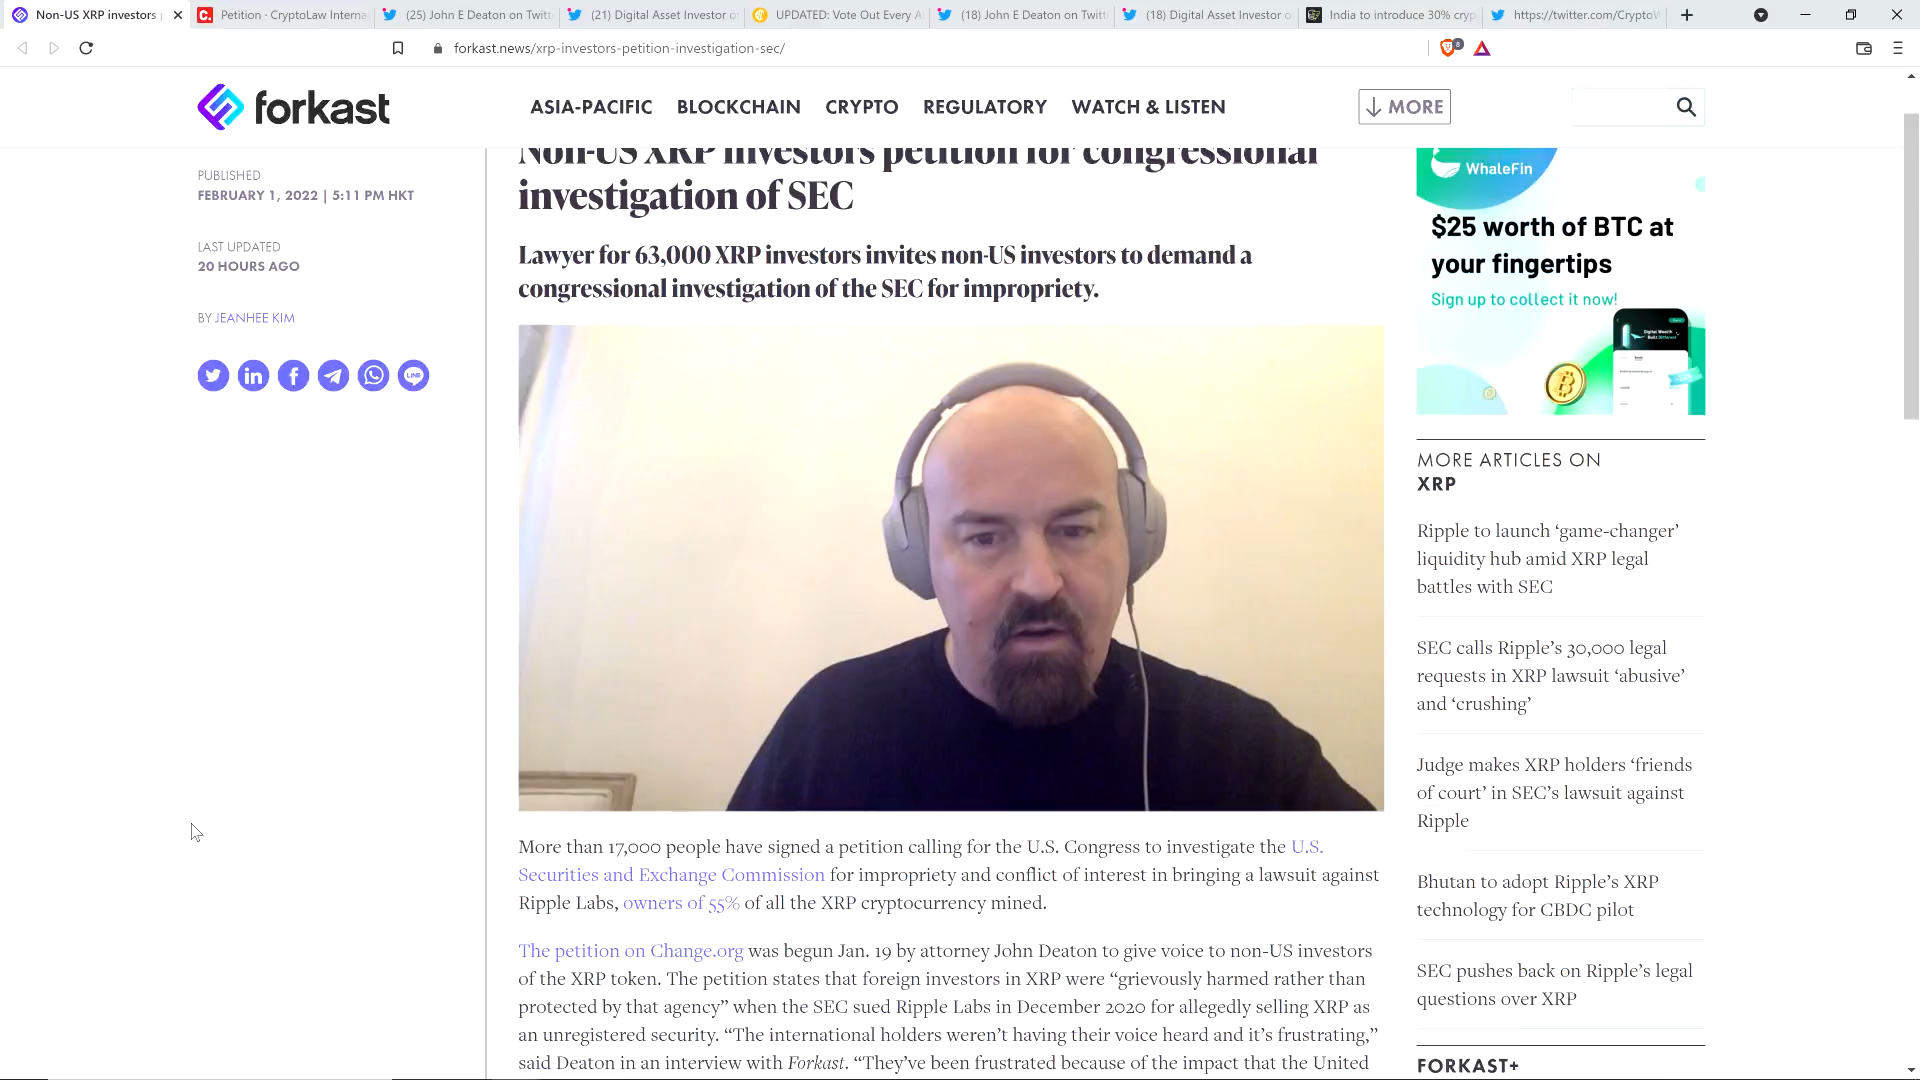 Non-US XRP investors
Petition · CryptoLaw Interna
(25) John E Deaton on Twitt
(21) Digital Asset Investor o
UPDATED: Vote Out Every A
(18) John E Deaton on Twitt
(18) Digital Asset Investor o
India to introduce 30% cryp
https://twitter.com/CryptoW
forkast.news/xrp-investors-petition-investigation-sec/
8
forkast
ASIA-PACIFIC
BLOCKCHAIN
CRYPTO
REGULATORY
WATCH & LISTEN
MORE
PUBLISHED
FEBRUARY 1, 2022 | 5:11 PM HKT
LAST UPDATED
20 HOURS AGO
BY JEANHEE KIM
LINE
Non-US XRP investors petition for congressional
investigation of SEC
Lawyer for 63,000 XRP investors invites non-US investors to demand a
congressional investigation of the SEC for impropriety.
More than 17,000 people have signed a petition calling for the U.S. Congress to investigate the U.S.
Securities and Exchange Commission for impropriety and conflict of interest in bringing a lawsuit against
Ripple Labs, owners of 55% of all the XRP cryptocurrency mined.
The petition on Change.org was begun Jan. 19 by attorney John Deaton to give voice to non-US investors
of the XRP token. The petition states that foreign investors in XRP were “grievously harmed rather than
protected by that agency” when the SEC sued Ripple Labs in December 2020 for allegedly selling XRP as
an unregistered security. “The international holders weren’t having their voice heard and it’s frustrating,”
said Deaton in an interview with Forkast. “They’ve been frustrated because of the impact that the United
WhaleFin
$25 worth of BTC at
your fingertips
Sign up to collect it now!
MORE ARTICLES ON
XRP
Ripple to launch ‘game-changer’
liquidity hub amid XRP legal
battles with SEC
SEC calls Ripple’s 30,000 legal
requests in XRP lawsuit ‘abusive’
and ‘crushing’
Judge makes XRP holders ‘friends
of court’ in SEC’s lawsuit against
Ripple
Bhutan to adopt Ripple’s XRP
technology for CBDC pilot
SEC pushes back on Ripple’s legal
questions over XRP
FORKAST+